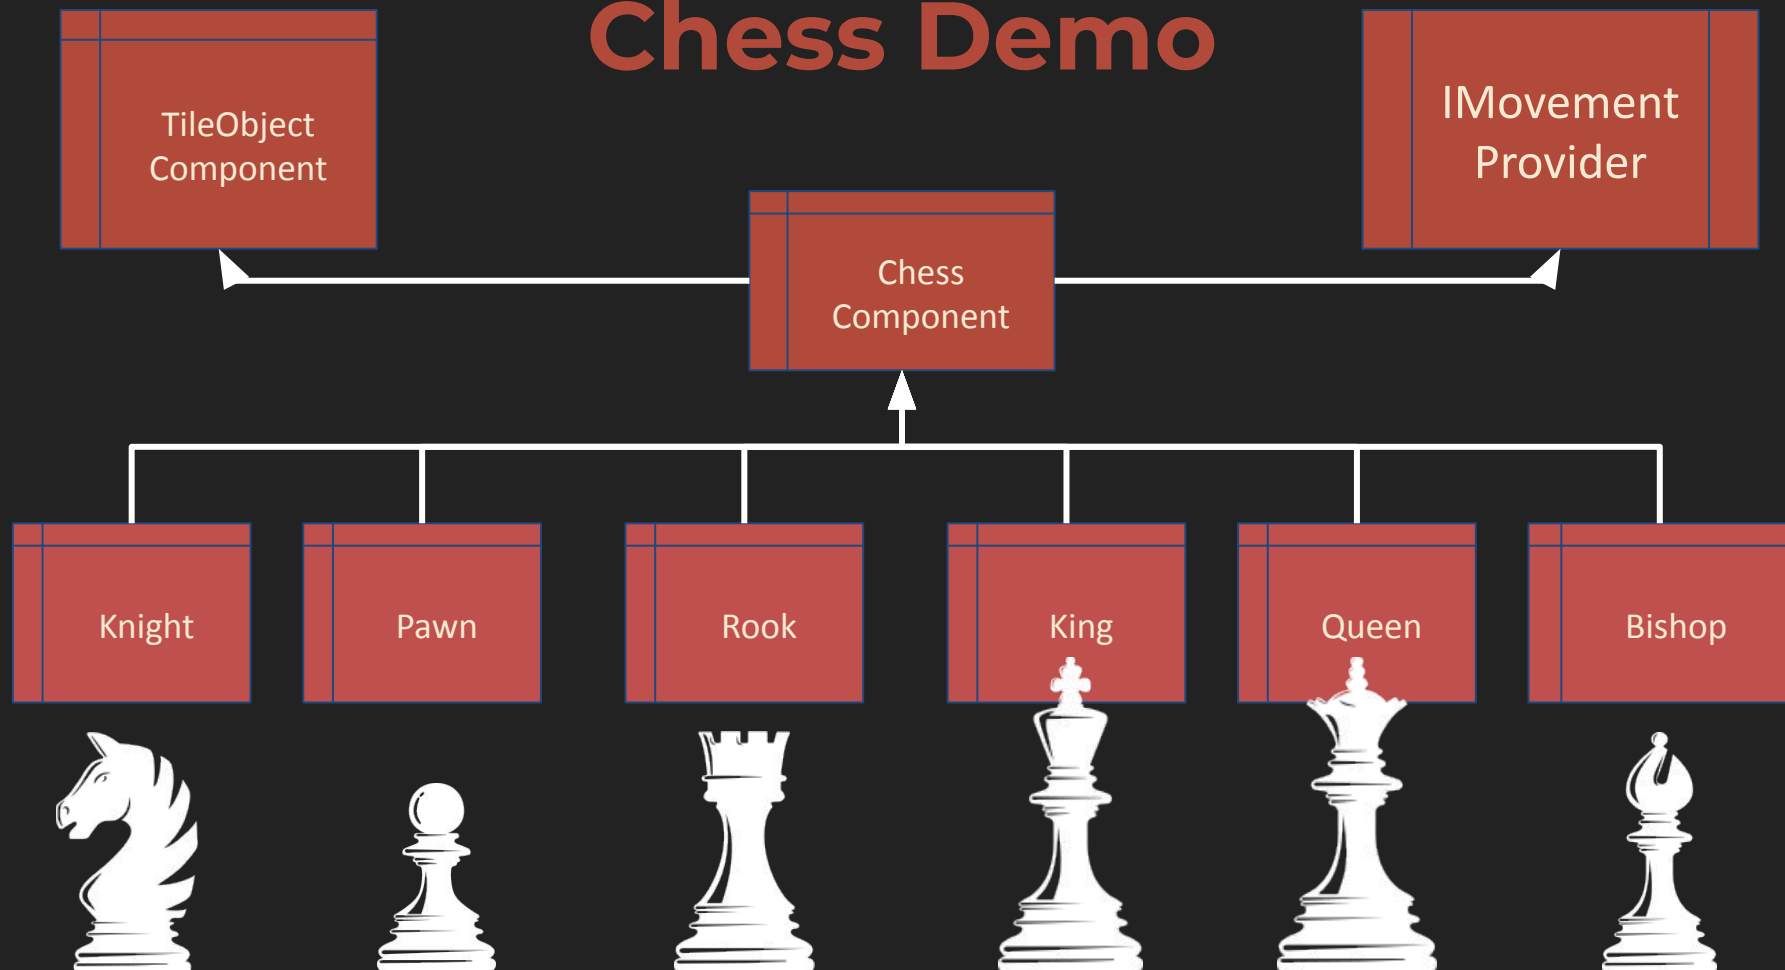 Chess Demo
TileObject
Component
IMovement
Provider
Chess
Component
Knight
Pawn
Rook
King
Queen
Bishop